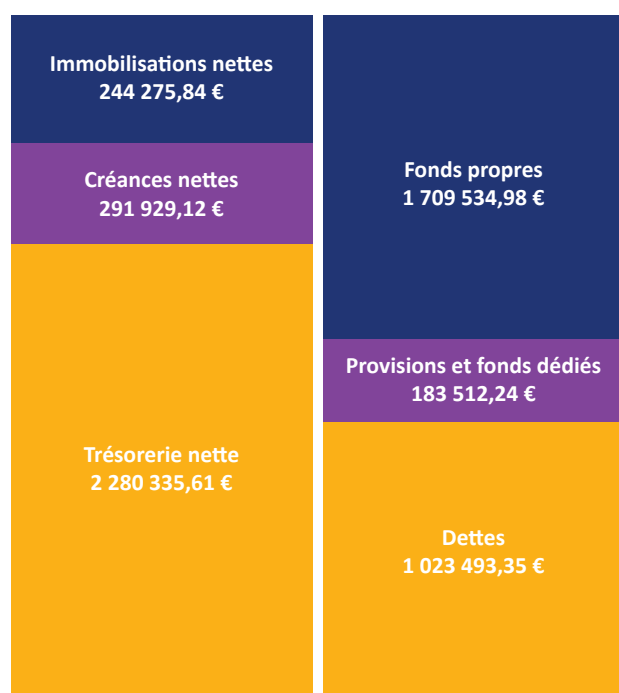 Immobilisations nettes
244 275,84 €
Créances nettes
291 929,12 €
Trésorerie nette
2 280 335,61 €
Fonds propres
1 709 534,98 €
Provisions et fonds dédiés
183 512,24 €
Dettes
1 023 493,35 €